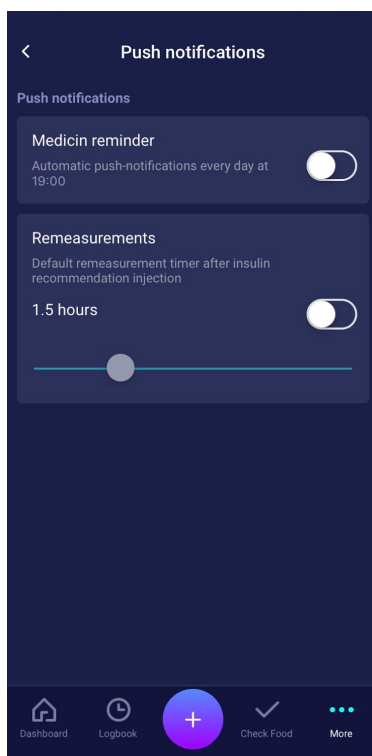 Push notifications
Push notifications
Medicin reminder
Automatic push-notifications every day at
19:00
Remeasurements
Default remeasurement timer after insulin
recommendation injection
1.5 hours
Dashboard
Logbook
Check Food
More